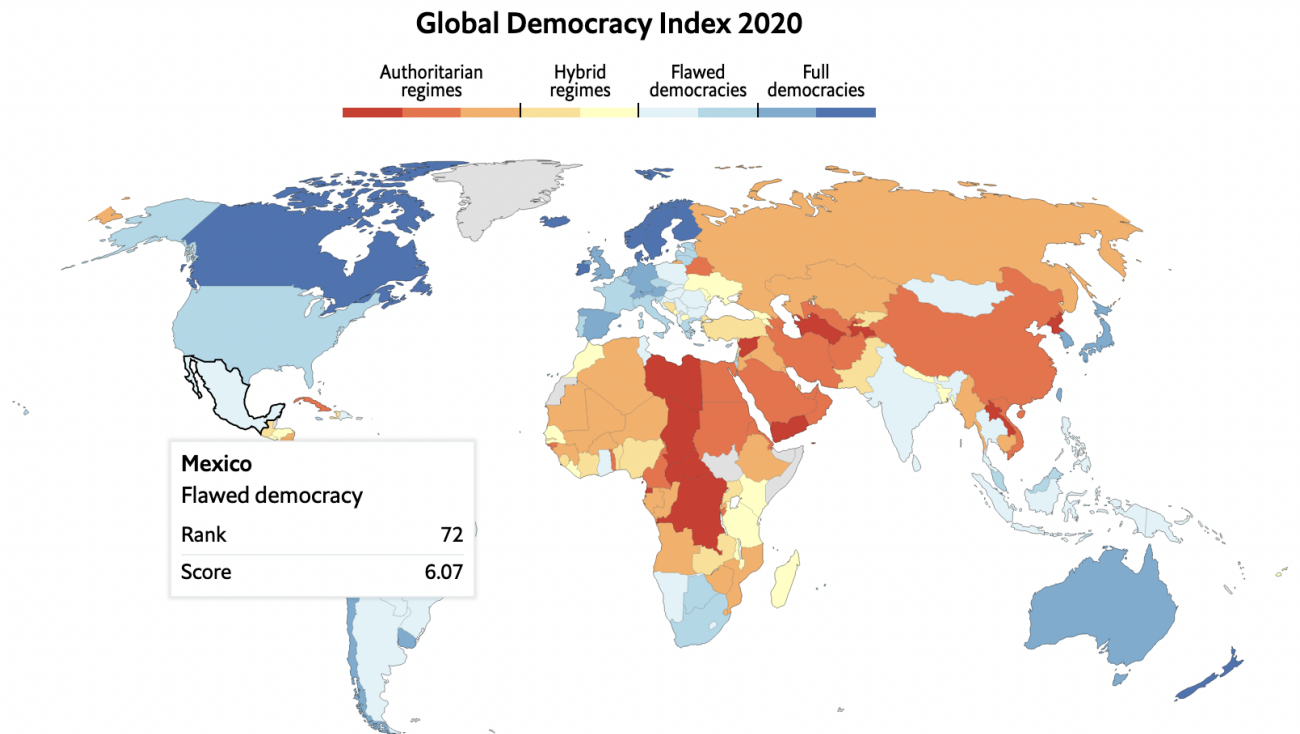 Global Democracy Index 2020
Authoritarian
regimes
Hybrid
regimes
Flawed
democracies
Full
democracies
Mexico
Flawed democracy
Rank 72
Score 6.07